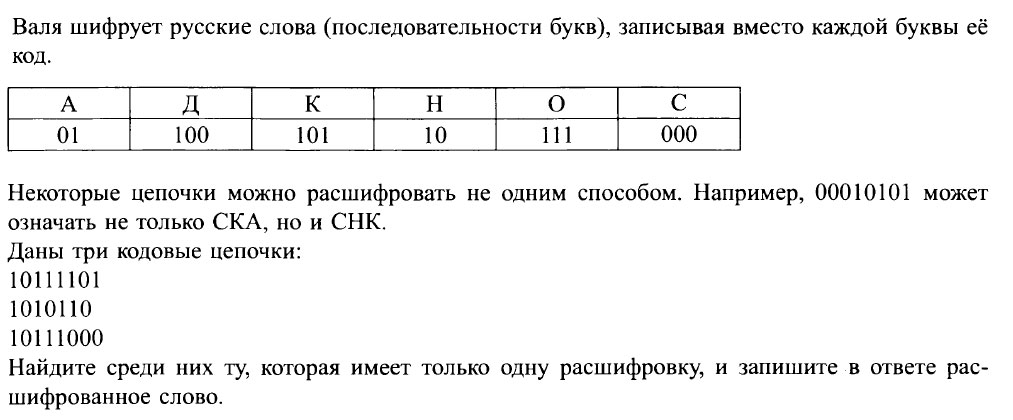 Валя шифрует русские слова (последовательности букв), записывая вместо каждой буквы её
код.
А Д К Н О С
01 100 101 10 111 000
Некоторые цепочки можно расшифровать не одним способом. Например, 00010101 может
означать не только СКА, но и СНК.
Даны три кодовые цепочки:
10111101
1010110
10111000
Найдите среди них ту, которая имеет только одну расшифровку, и запишите в ответе рас-
шифрованное слово.